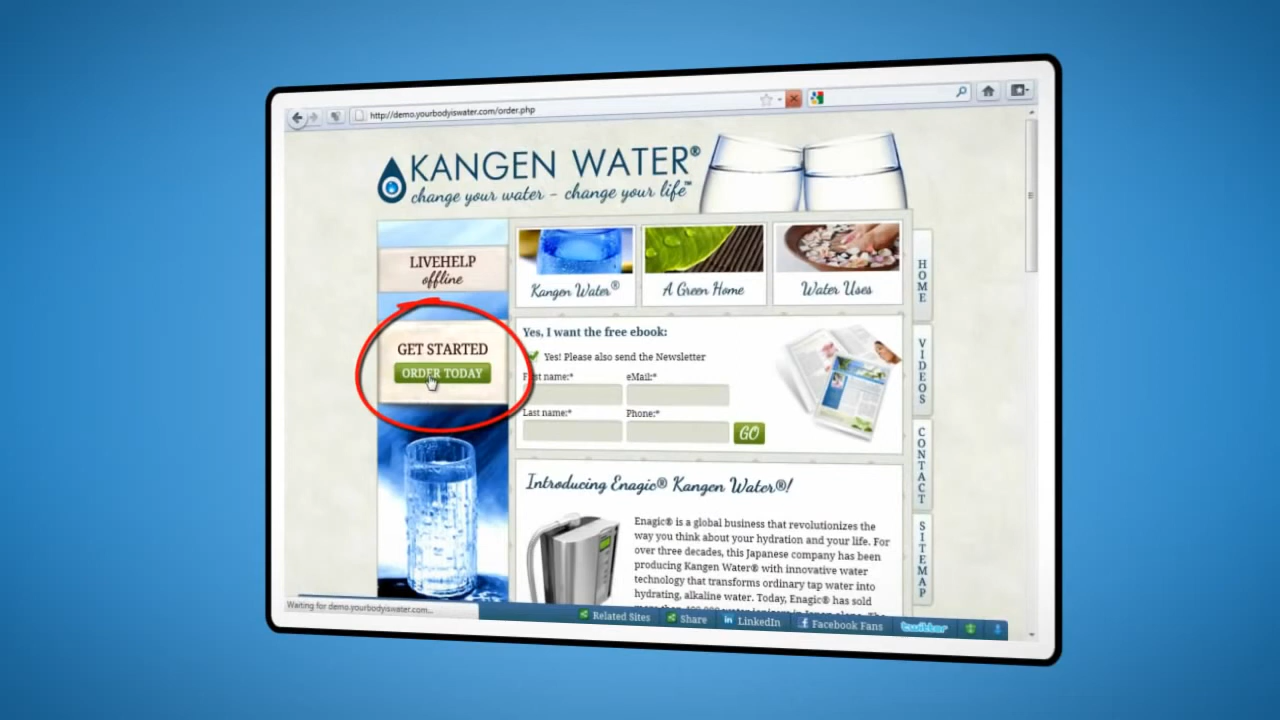 http://demo.yourbodyiswater.com/order.php
KANGEN WATER®
change your water - change your life™
LIVEHELP
offline
GET STARTED
ORDER TODAY
Kangen Water®
A Green Home
Water Uses
Yes, I want the free ebook:
Yes! Please also send the Newsletter
First name:*
eMail:*
Last name:*
Phone:*
GO
HOME
VIDEOS
CONTACT
SITEMAP
Introducing Enagic® Kangen Water®!
Enagic® is a global business that revolutionizes the
way you think about your hydration and your life. For
over three decades, this Japanese company has been
producing Kangen Water® with innovative water
technology that transforms ordinary tap water into
hydrating, alkaline water. Today, Enagic® has sold
Waiting for demo.yourbodyiswater.com...
Related Sites
Share
LinkedIn
Facebook Fans
twitter